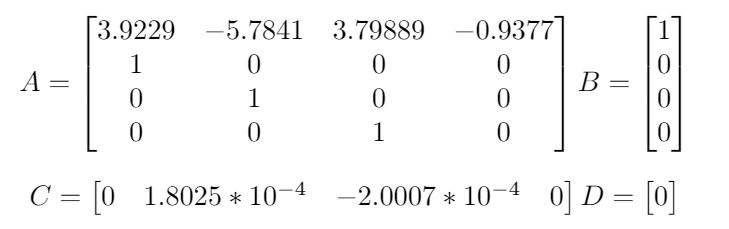 A = [3.9229 −5.7841 3.79889 −0.9377; 1 0 0 0; 0 1 0 0; 0 0 1 0] B = [1; 0; 0; 0]
C = [0 1.8025 * 10^{−4} −2.0007 * 10^{−4} 0] D = [0]